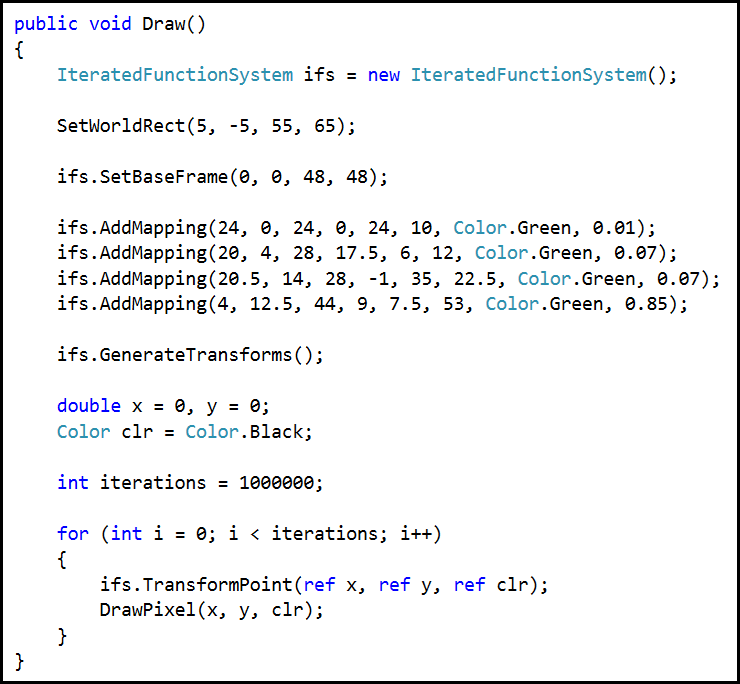 public void Draw()
{
    IteratedFunctionSystem ifs = new IteratedFunctionSystem();

    SetWorldRect(5, -5, 55, 65);

    ifs.SetBaseFrame(0, 0, 48, 48);

    ifs.AddMapping(24, 0, 24, 0, 24, 10, Color.Green, 0.01);
    ifs.AddMapping(20, 4, 28, 17.5, 6, 12, Color.Green, 0.07);
    ifs.AddMapping(20.5, 14, 28, -1, 35, 22.5, Color.Green, 0.07);
    ifs.AddMapping(4, 12.5, 44, 9, 7.5, 53, Color.Green, 0.85);

    ifs.GenerateTransforms();

    double x = 0, y = 0;
    Color clr = Color.Black;

    int iterations = 1000000;

    for (int i = 0; i < iterations; i++)
    {
        ifs.TransformPoint(ref x, ref y, ref clr);
        DrawPixel(x, y, clr);
    }
}